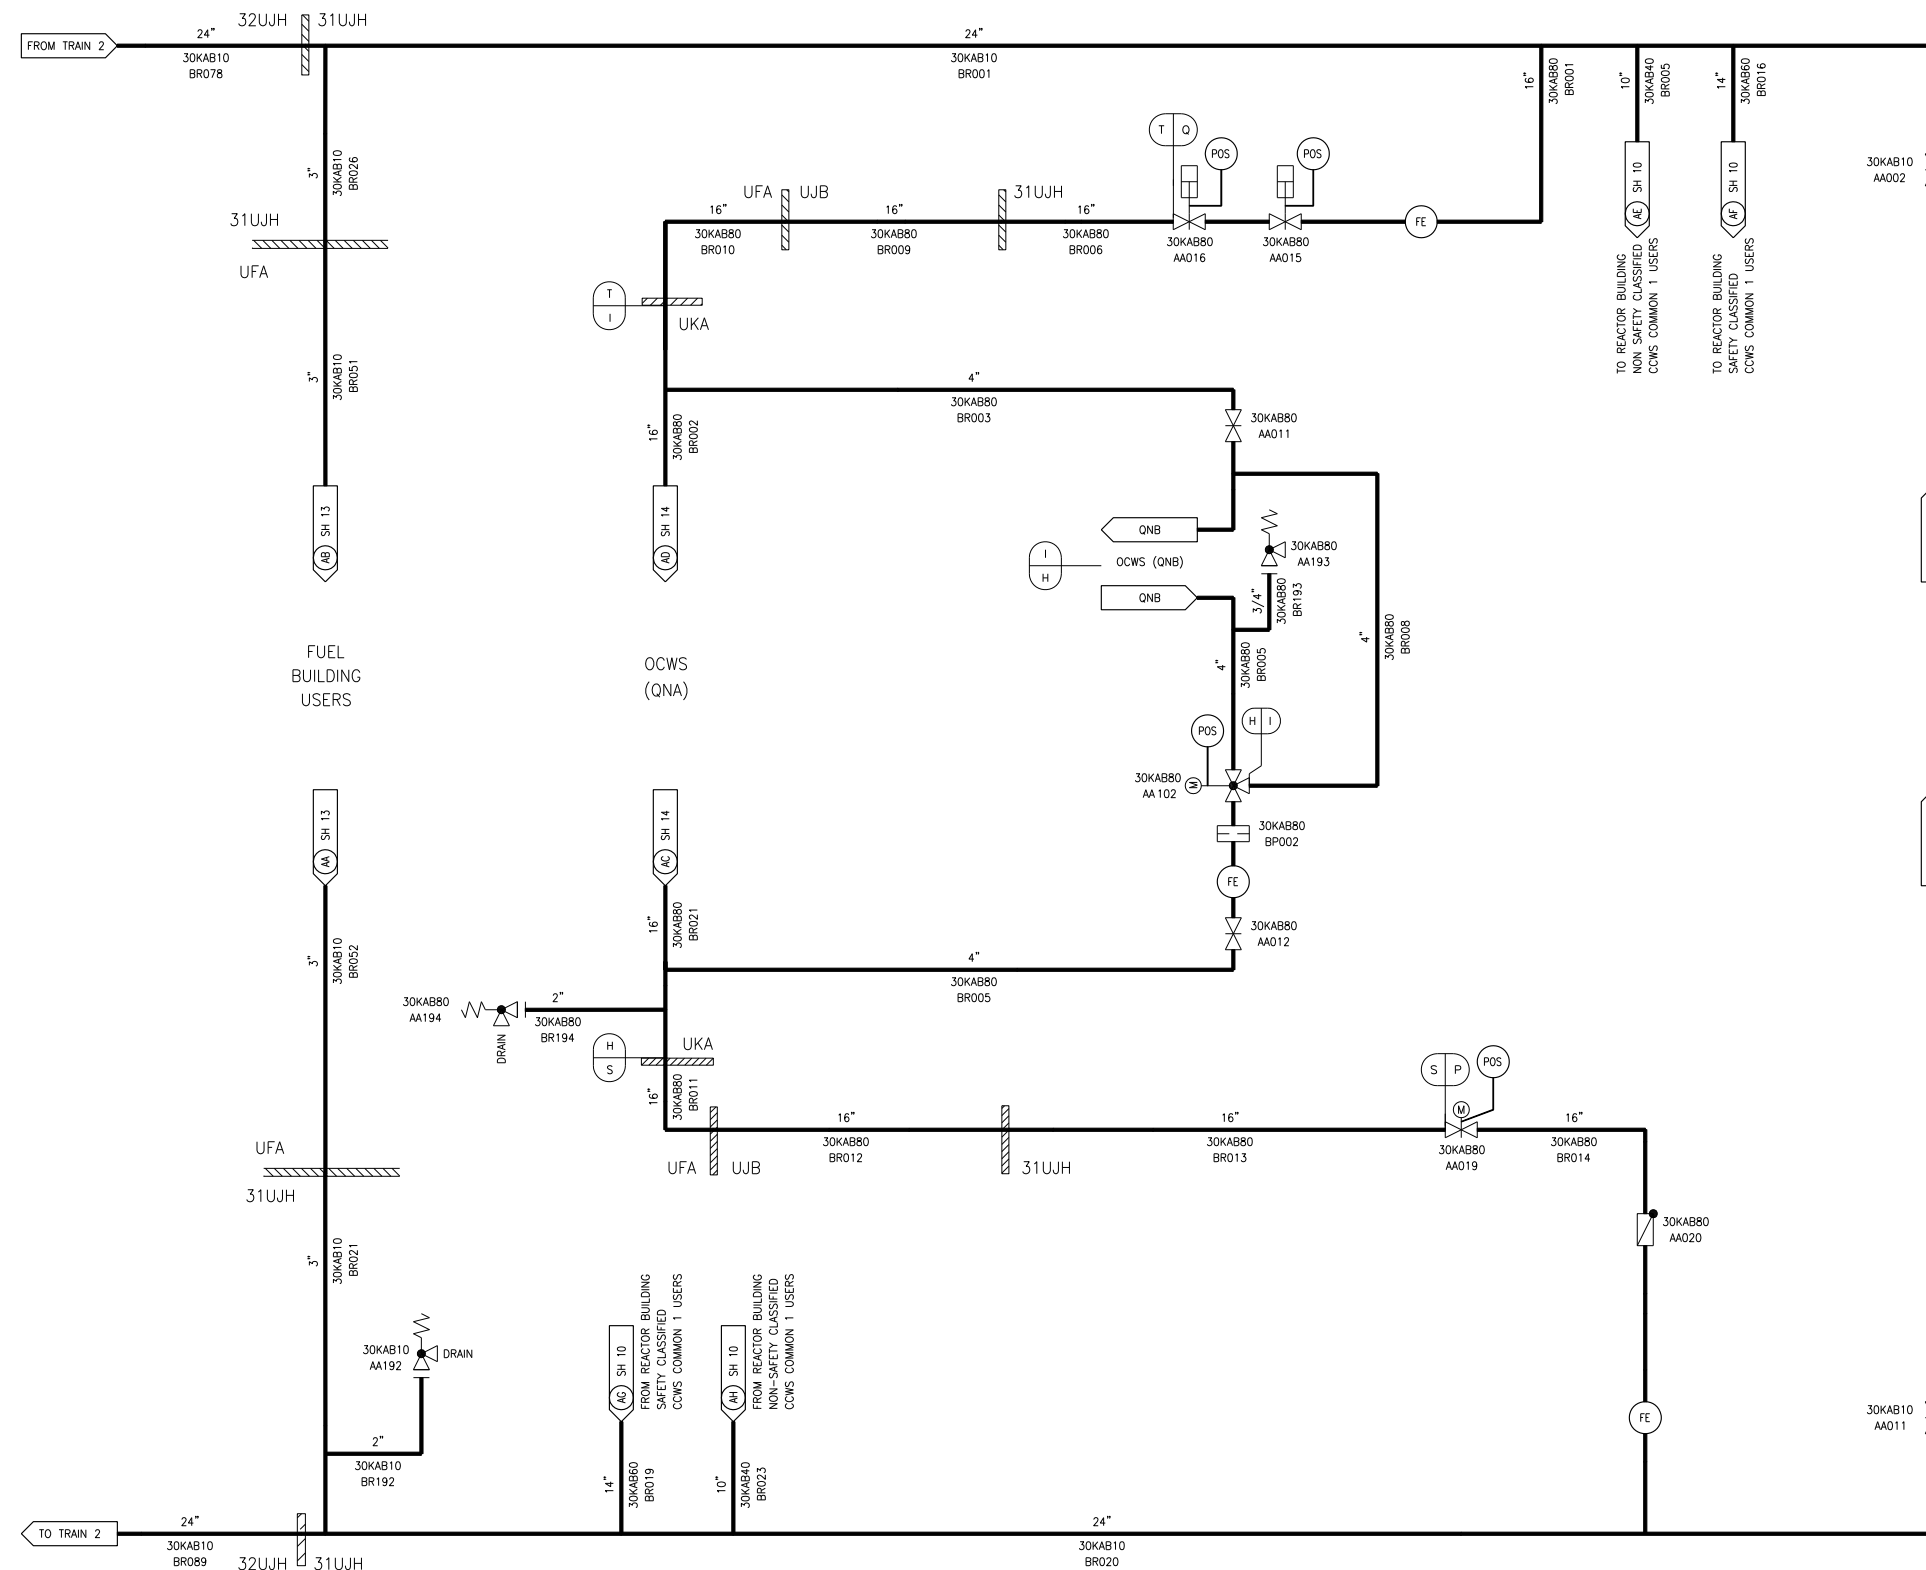 32UJH
31UJH
FROM TRAIN 2
24"
30KAB10
BR078
24"
30KAB10
BR001
16"
30KAB80
BR001
10"
30KAB40
BR005
14"
30KAB60
BR016
3"
30KAB10
BR026
31UJH
UFA
T
Q
POS
POS
UFA
UJB
31UJH
16"
30KAB80
BR010
16"
30KAB80
BR009
16"
30KAB80
BR006
30KAB80
AA016
30KAB80
AA015
FE
AE
SH 10
AF
SH 10
30KAB10
AA002
TO REACTOR BUILDING
NON SAFETY CLASSIFIED
CCWS COMMON 1 USERS
TO REACTOR BUILDING
SAFETY CLASSIFIED
CCWS COMMON 1 USERS
T
I
UKA
3"
30KAB10
BR051
4"
30KAB80
BR003
16"
30KAB80
BR002
30KAB80
AA011
AB
SH 13
AD
SH 14
QNB
30KAB80
AA193
I
H
OCWS (QNB)
QNB
3/4"
30KAB80
BR193
4"
30KAB80
BR005
4"
30KAB80
BR008
FUEL
BUILDING
USERS
OCWS
(QNA)
POS
H
I
30KAB80
AA102
M
30KAB80
BP002
AA
SH 13
AC
SH 14
FE
30KAB80
AA012
16"
30KAB80
BR021
3"
30KAB10
BR052
4"
30KAB80
BR005
30KAB80
AA194
2"
30KAB80
BR194
DRAIN
H
S
UKA
16"
30KAB80
BR011
S
P
POS
M
16"
30KAB80
BR012
16"
30KAB80
BR013
30KAB80
AA019
16"
30KAB80
BR014
UFA
UJB
31UJH
UFA
31UJH
30KAB80
AA020
3"
30KAB10
BR021
30KAB10
AA192
DRAIN
AG
SH 10
FROM REACTOR BUILDING
SAFETY CLASSIFIED
CCWS COMMON 1 USERS
AH
SH 10
FROM REACTOR BUILDING
NON-SAFETY CLASSIFIED
CCWS COMMON 1 USERS
FE
30KAB10
AA011
2"
30KAB10
BR192
14"
30KAB60
BR019
10"
30KAB40
BR023
TO TRAIN 2
24"
30KAB10
BR089
32UJH
31UJH
24"
30KAB10
BR020